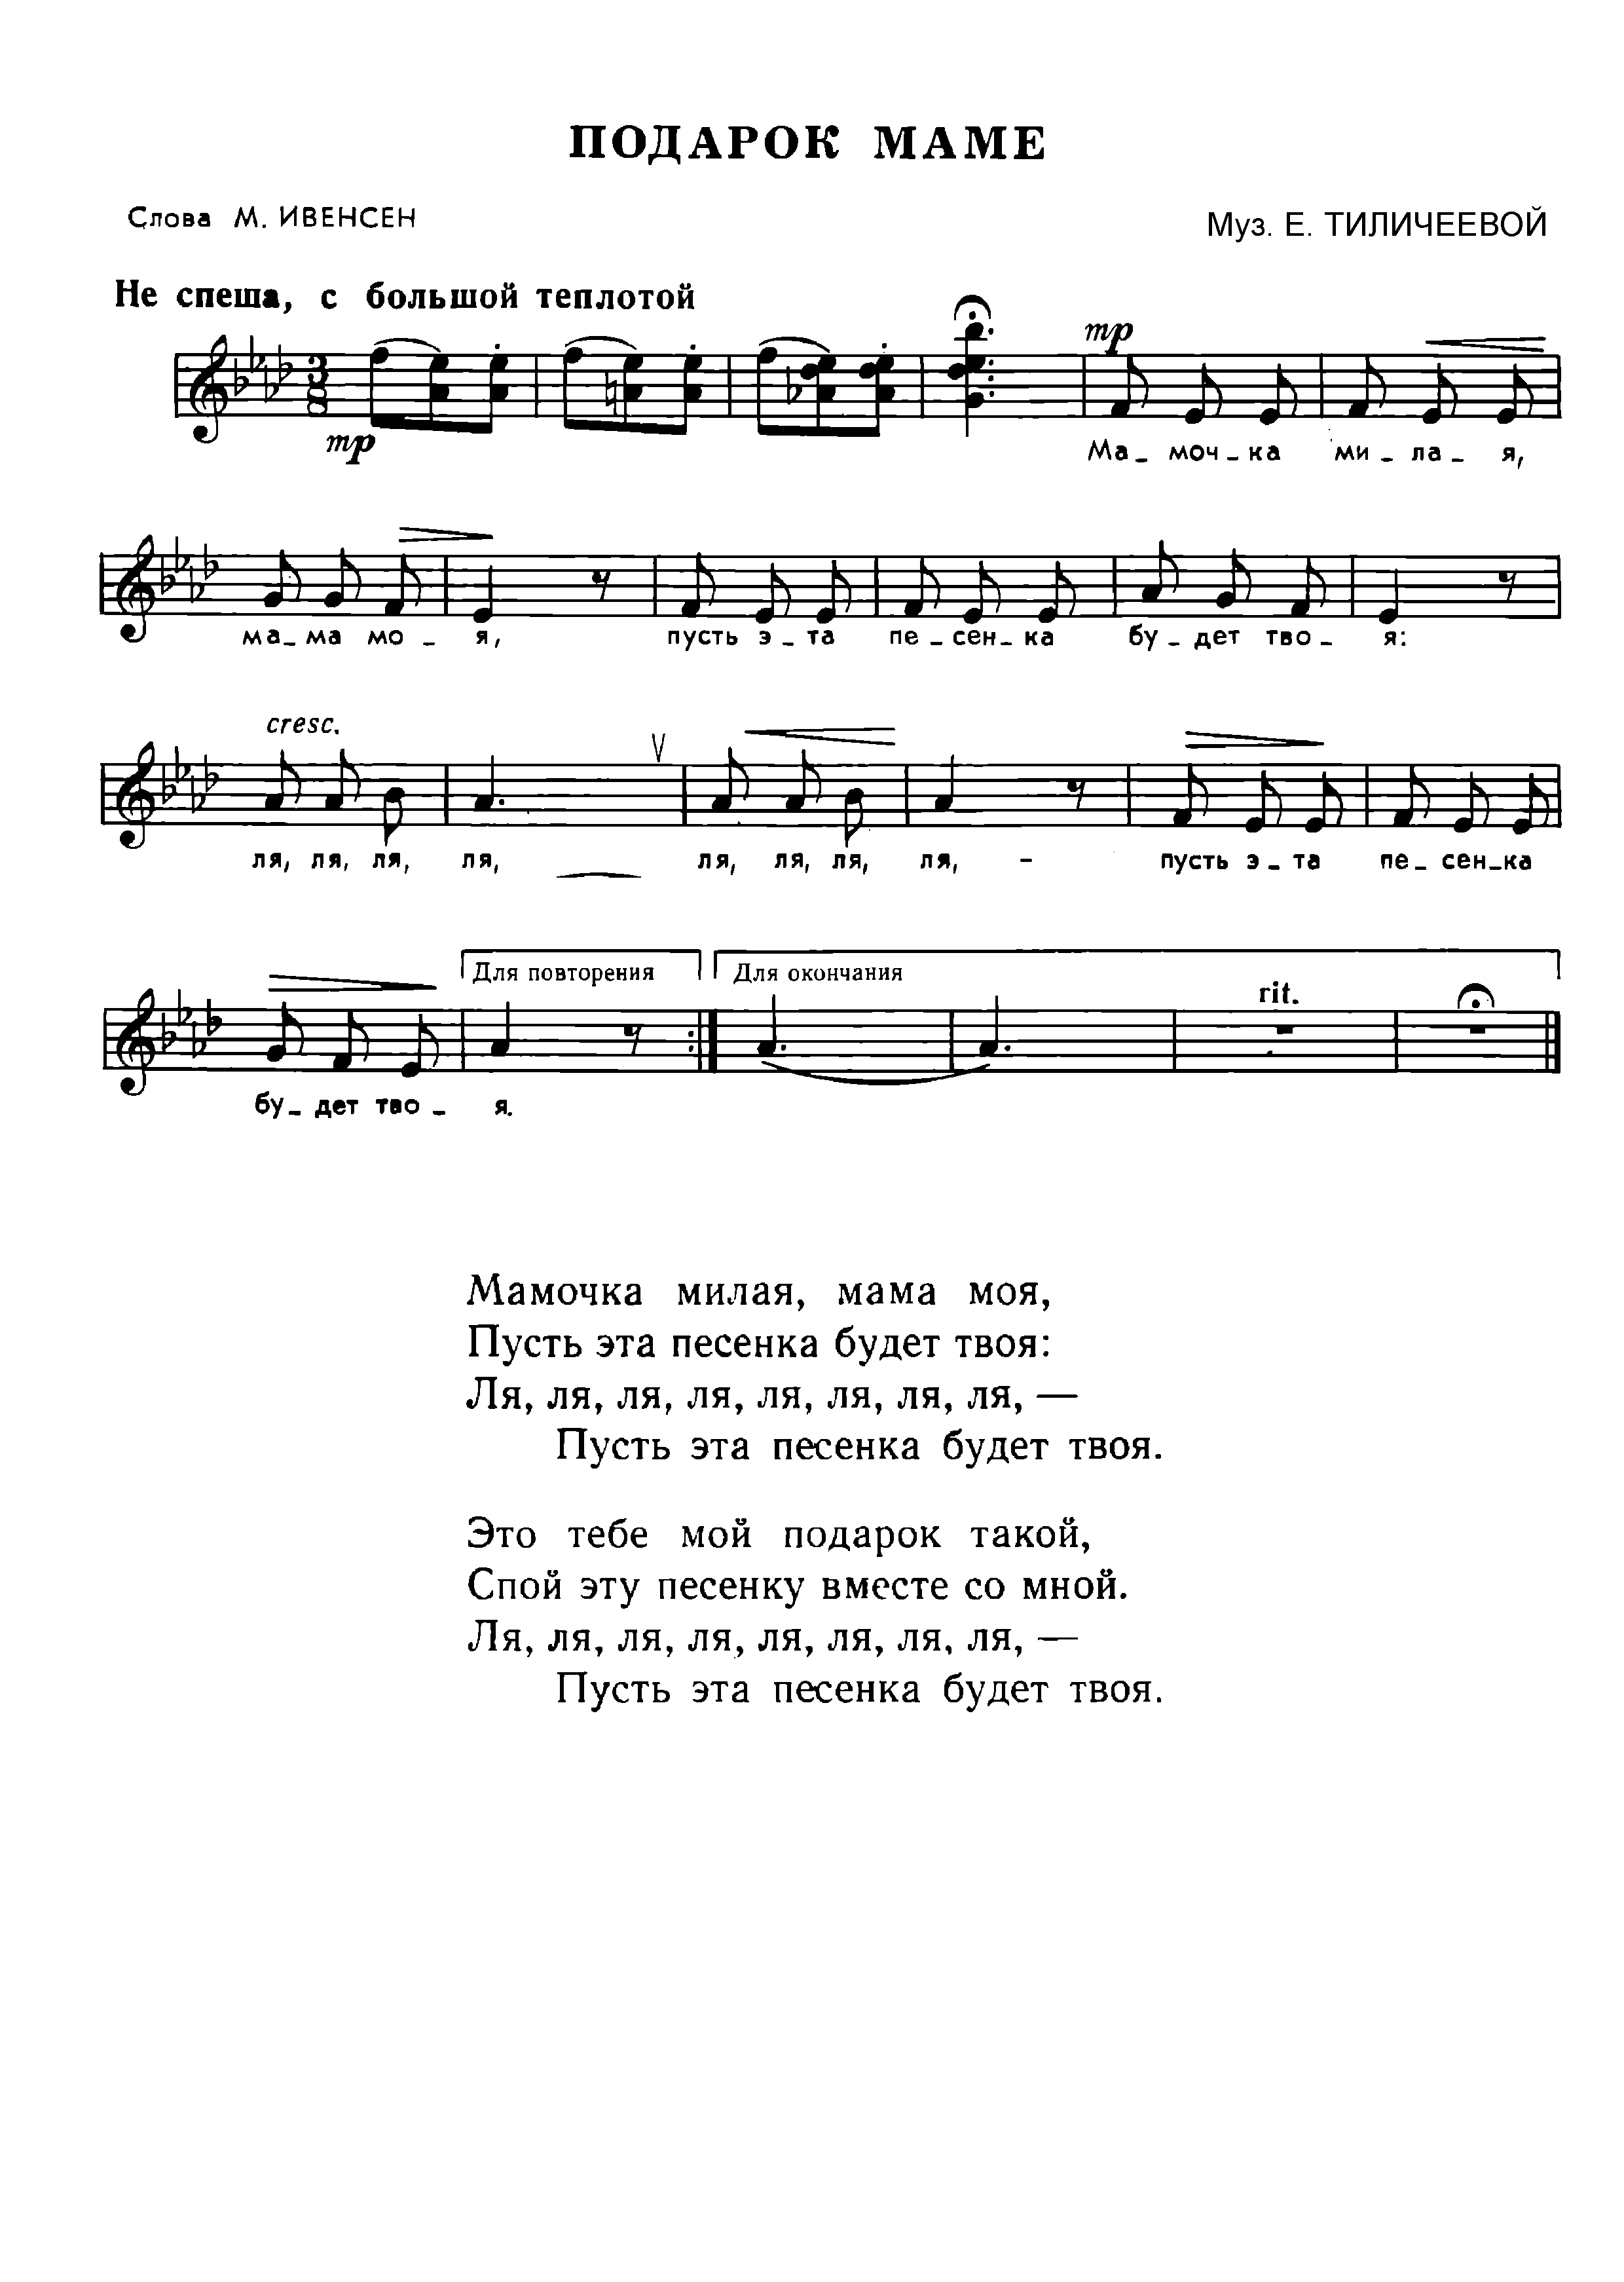 ПОДАРОК МАМЕ
Слова М. ИВЕНСЕН
Муз. Е. ТИЛИЧЕЕВОЙ
Не спеша, с большой теплотой
mp
mp
Ма_ моч_ка ми_ ла_ я,
ма_ма мо_ я, пусть э_та пе_сен_ка бу_дет тво_ я:
cresc.
ля, ля, ля, ля, ля, ля, ля, ля, - пусть э_та пе_сен_ка
Для повторения Для окончания
rit.
бу_дет тво_ я.
Мамочка милая, мама моя,
Пусть эта песенка будет твоя:
Ля, ля, ля, ля, ля, ля, ля, ля, —
Пусть эта песенка будет твоя.
Это тебе мой подарок такой,
Спой эту песенку вместе со мной.
Ля, ля, ля, ля, ля, ля, ля, ля, —
Пусть эта песенка будет твоя.